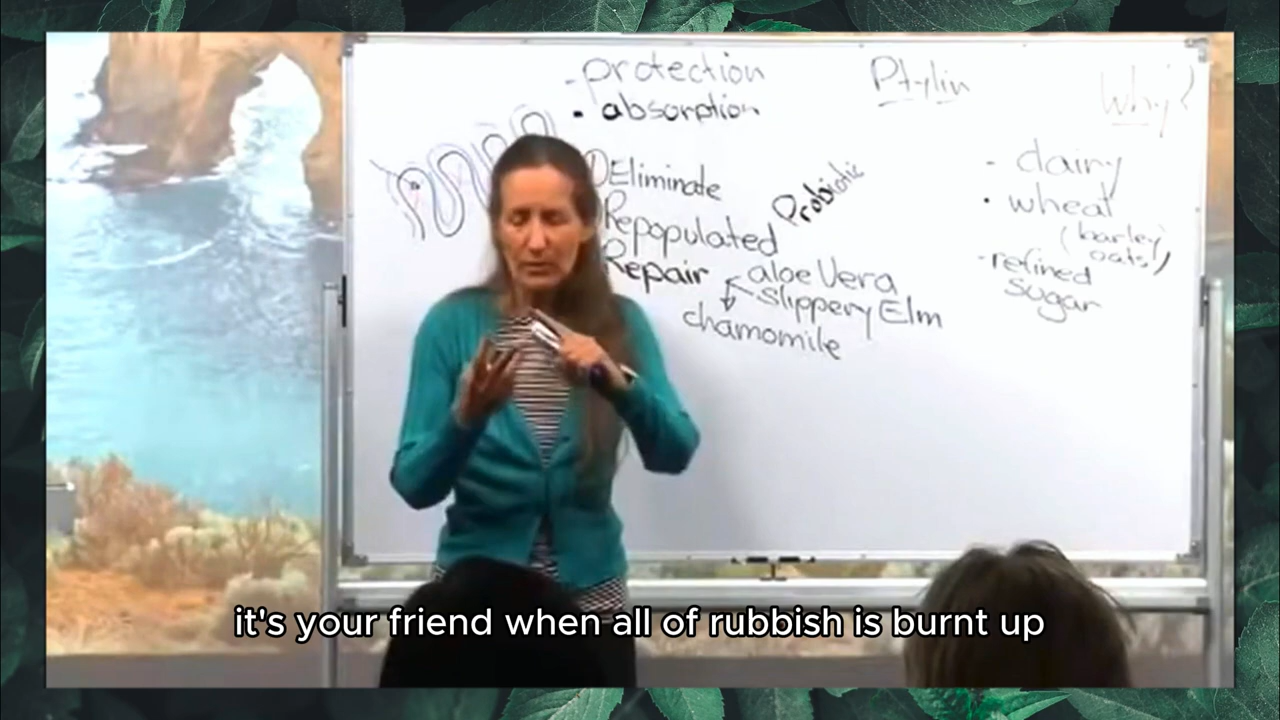 - protection
• absorption
Ptylin
Why?
Eliminate
Repopulated
Probiotic
Repair
aloe Vera
Slippery Elm
chamomile
- dairy
• wheat
(barley,
oats)
- refined
sugar
it's your friend when all of rubbish is burnt up